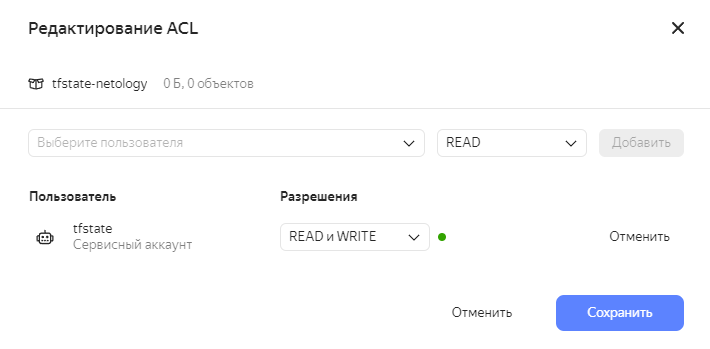 Редактирование ACL
tfstate-netology 0 Б, 0 объектов
Выберите пользователя READ Добавить
Пользователь Разрешения
tfstate
Сервисный аккаунт
READ и WRITE
Отменить
Отменить Сохранить